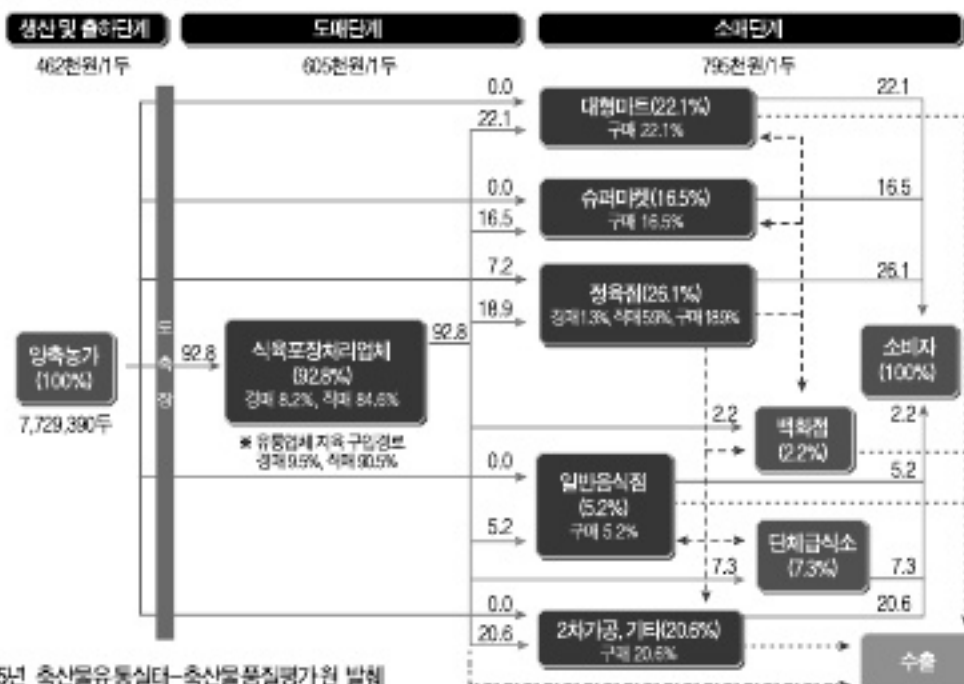 생산 및 출하단계
도매단계
소매단계
462천원/1두
605천원/1두
795천원/1두
0.0
22.1
대형마트(22.1%)
구매 22.1%
22.1
0.0
16.5
슈퍼마켓(16.5%)
구매 16.5%
16.5
7.2
18.9
정육점(26.1%)
경매1.3%, 직매5.9%, 구매18.9%
26.1
도축장
양축농가
(100%)
7,729,390두
92.8
식육포장처리업체
(92.8%)
경매 8.2%, 직매 84.6%
92.8
※ 유통업체 지육 구입경로
경매 9.5%, 직매 90.5%
소비자
(100%)
2.2
백화점
(2.2%)
2.2
0.0
5.2
일반음식점
(5.2%)
구매 5.2%
5.2
7.3
단체급식소
(7.3%)
7.3
0.0
20.6
2차가공, 기타(20.6%)
구매 20.6%
20.6
수출
5년 축산물유통실태-축산물품질평가원 발췌